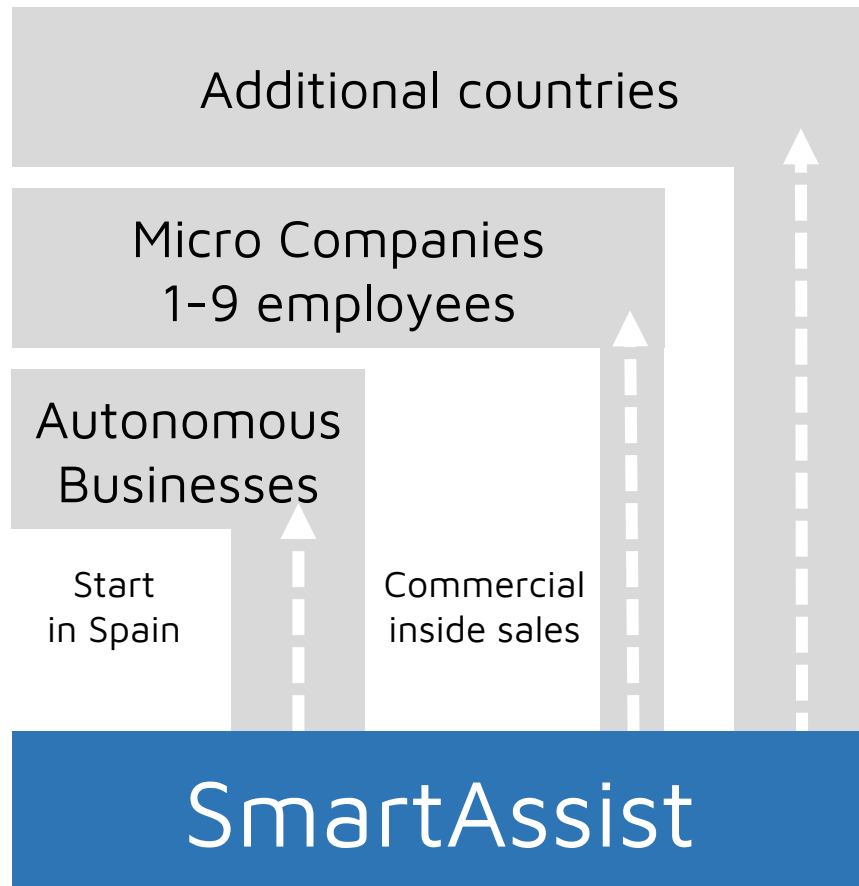 Additional countries
Micro Companies
1-9 employees
Autonomous
Businesses
Start
in Spain
Commercial
inside sales
SmartAssist